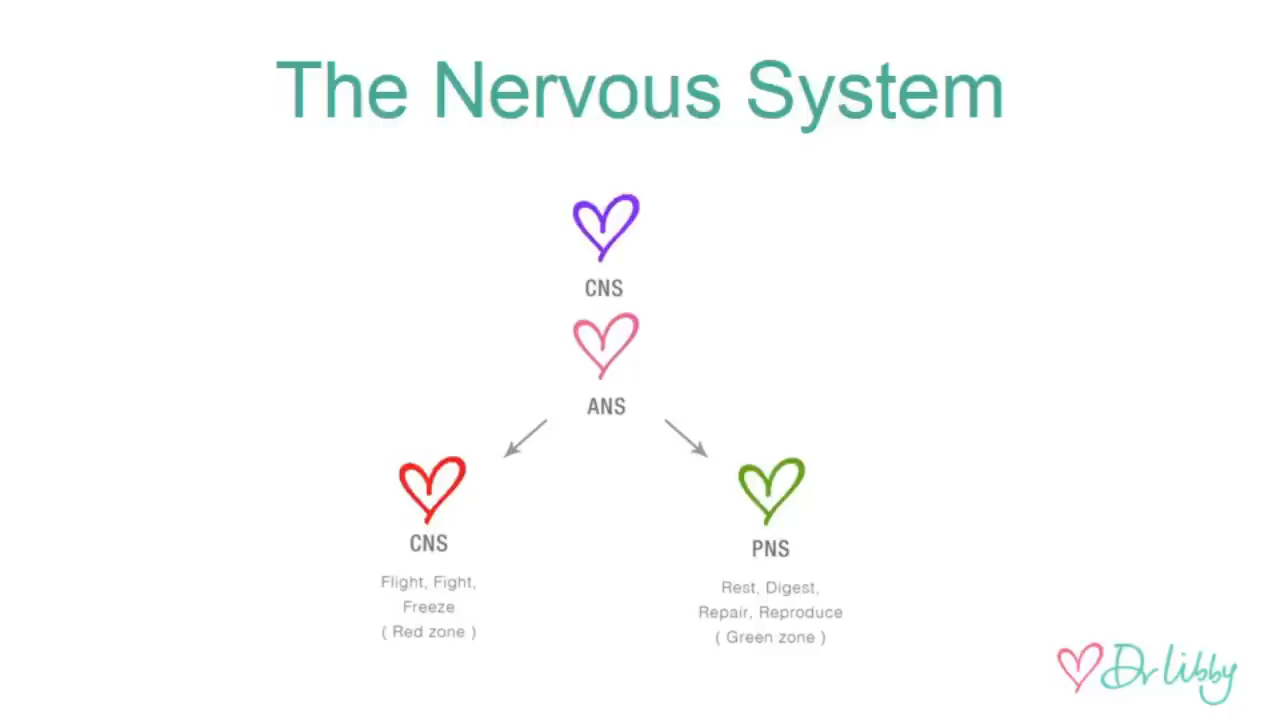 The Nervous System
CNS
ANS
CNS
Flight, Fight,
Freeze
( Red zone )
PNS
Rest, Digest,
Repair, Reproduce
( Green zone )
Dr Libby